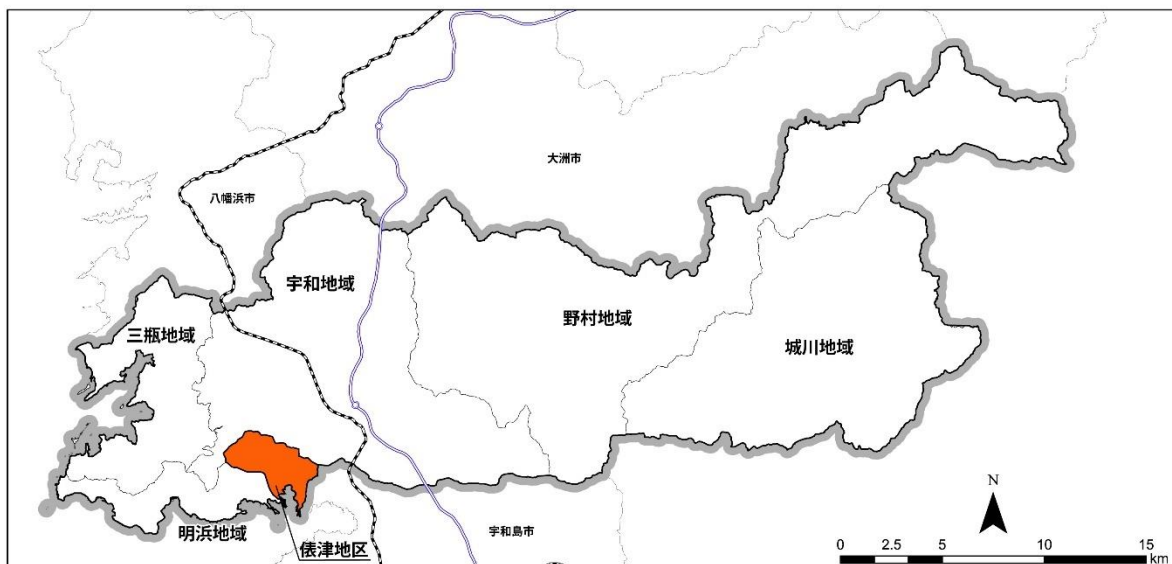 大洲市
八幡浜市
宇和地域
野村地域
三瓶地域
城川地域
明浜地域
俵津地区
宇和島市
N
0 2.5 5 10 15
km